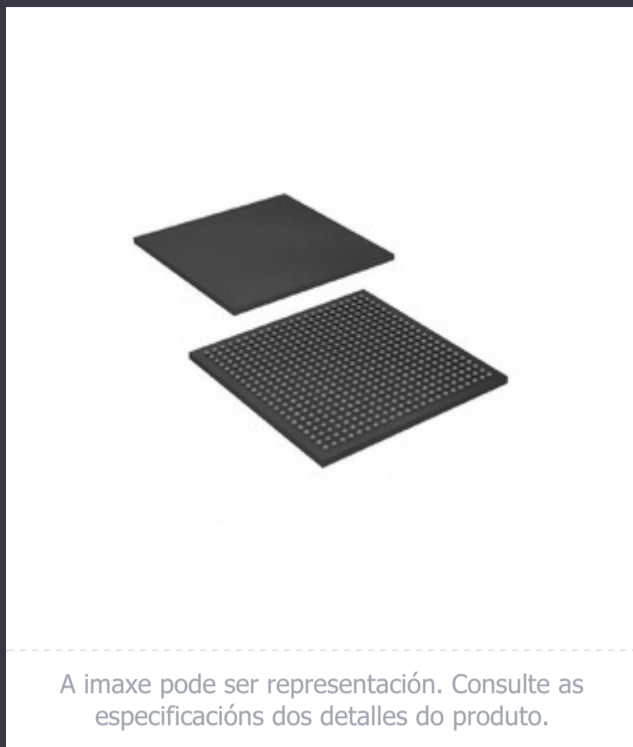 A imaxe pode ser representación. Consulte as
especificacións dos detalles do produto.